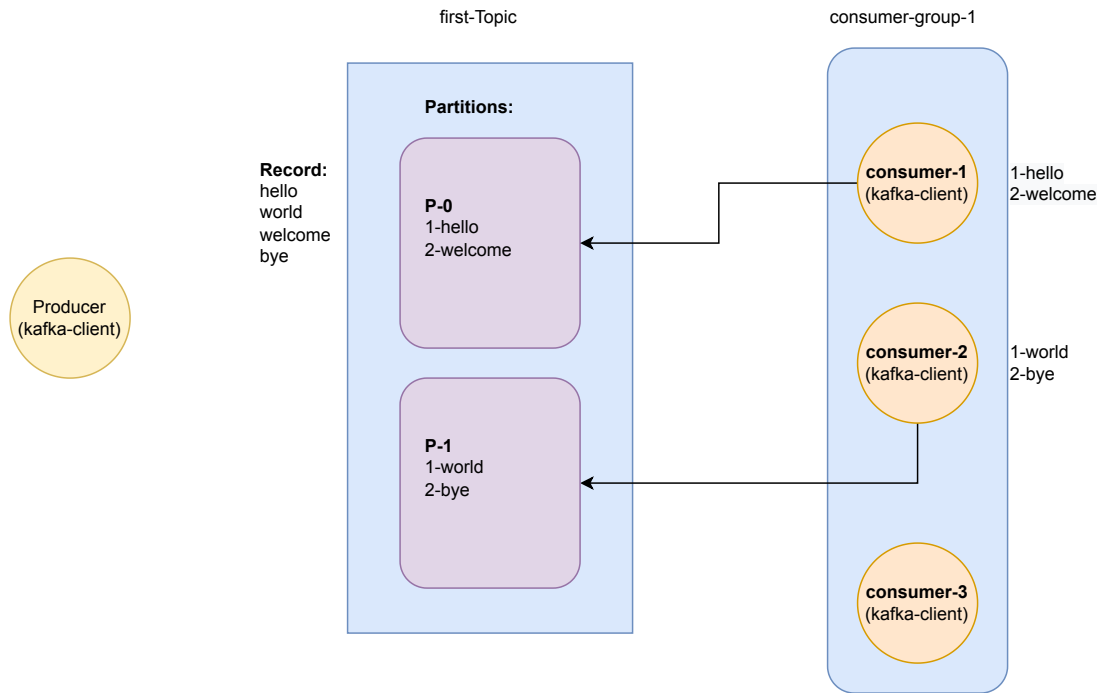 first-Topic
consumer-group-1
Producer
(kafka-client)
Record:
hello
world
welcome
bye
Partitions:
P-0
1-hello
2-welcome
P-1
1-world
2-bye
consumer-1
(kafka-client)
1-hello
2-welcome
consumer-2
(kafka-client)
1-world
2-bye
consumer-3
(kafka-client)